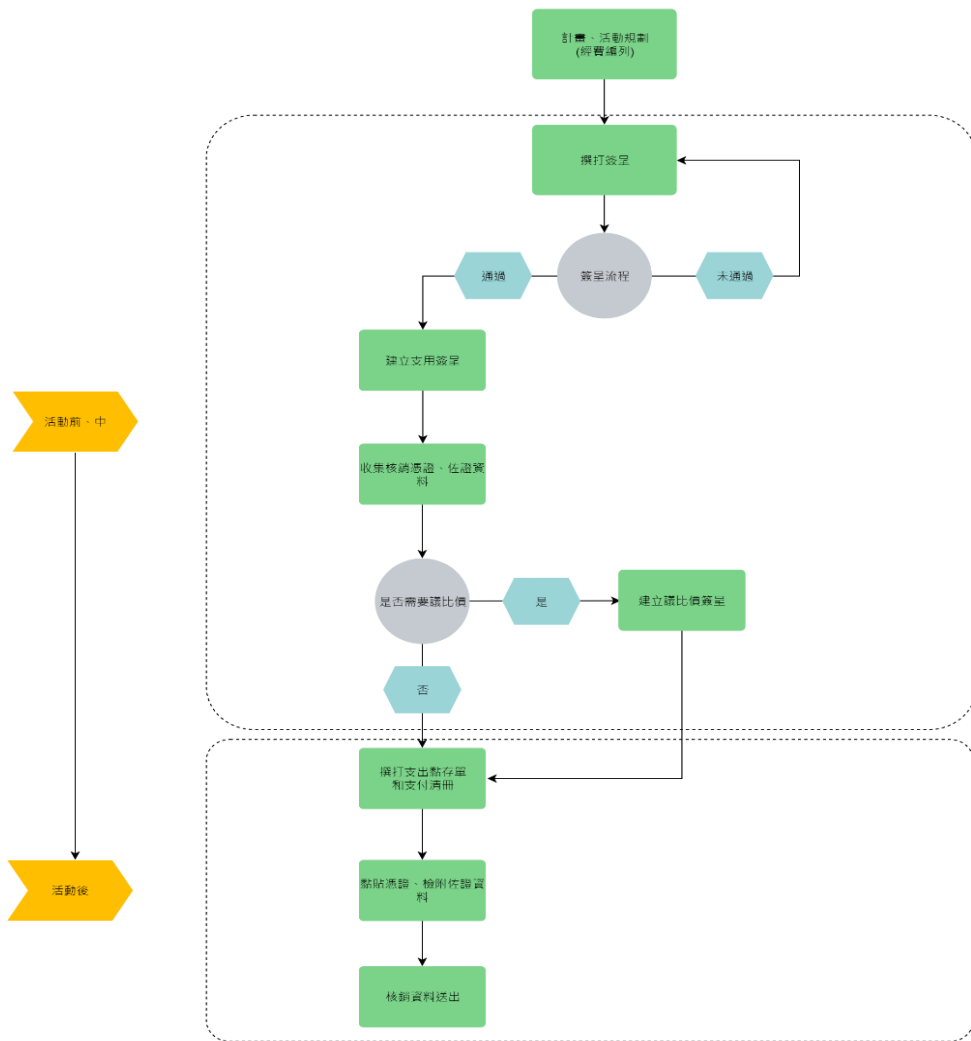 計畫、活動規劃
(經費編列)
撰打簽呈
通過
簽呈流程
未通過
建立支用簽呈
活動前、中
收集核銷憑證、佐證資
料
是否需要議比價
是
建立議比價簽呈
否
撰打支出黏存單
和支付清冊
活動後
黏貼憑證、檢附佐證資
料
核銷資料送出